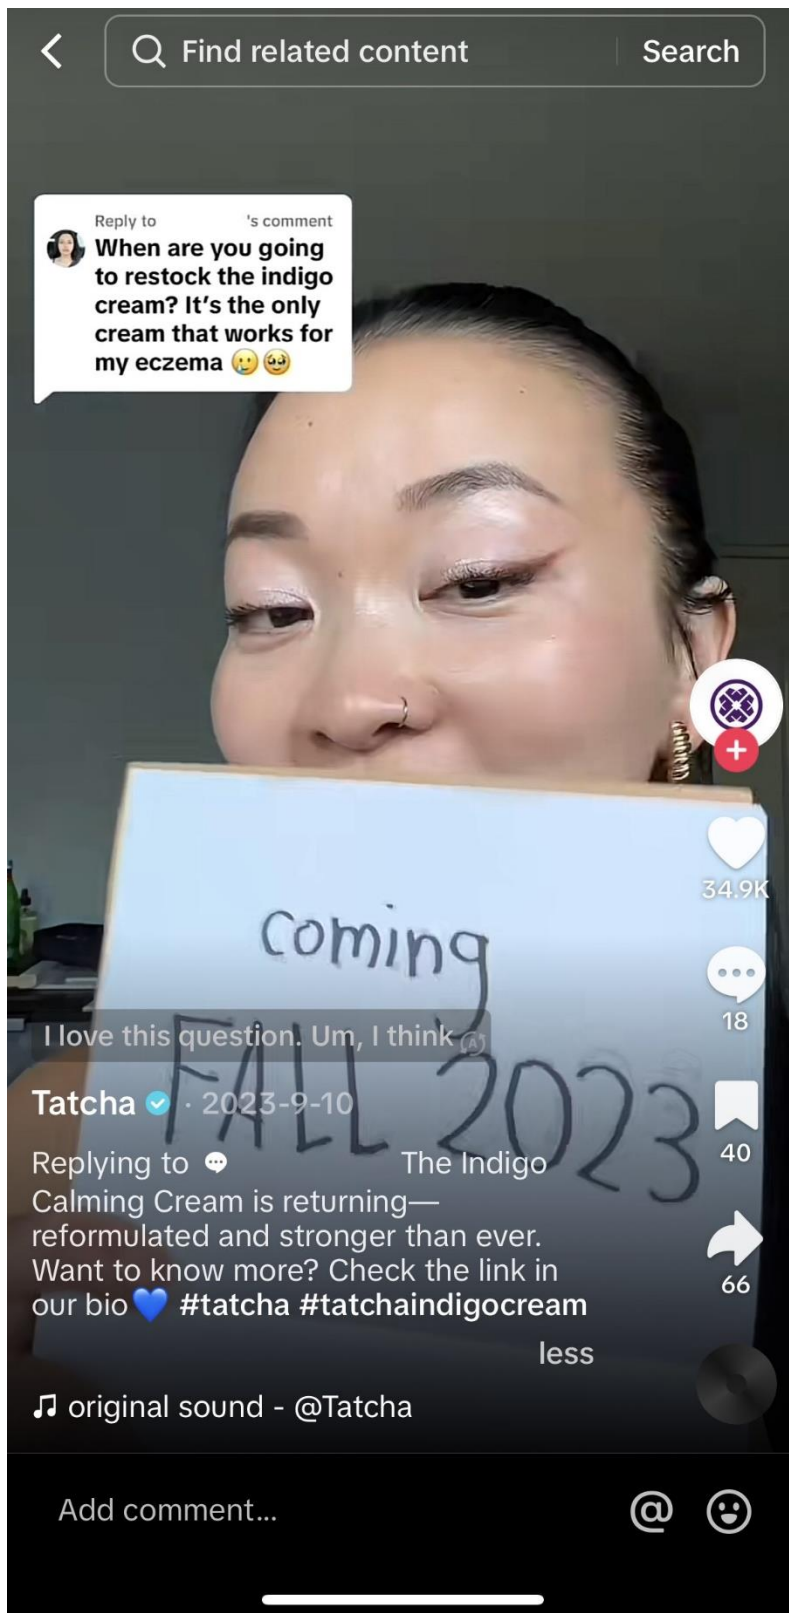 Find related content
Search
Reply to 's comment
When are you going
to restock the indigo
cream? It's the only
cream that works for
my eczema 🥲🥹
34.9K
coming
18
I love this question. Um, I think
FALL 2023
Tatcha · 2023-9-10
40
Replying to 💬 The Indigo
Calming Cream is returning—
reformulated and stronger than ever.
Want to know more? Check the link in
our bio💙 #tatcha #tatchaindigocream
66
less
♫ original sound - @Tatcha
Add comment...
@